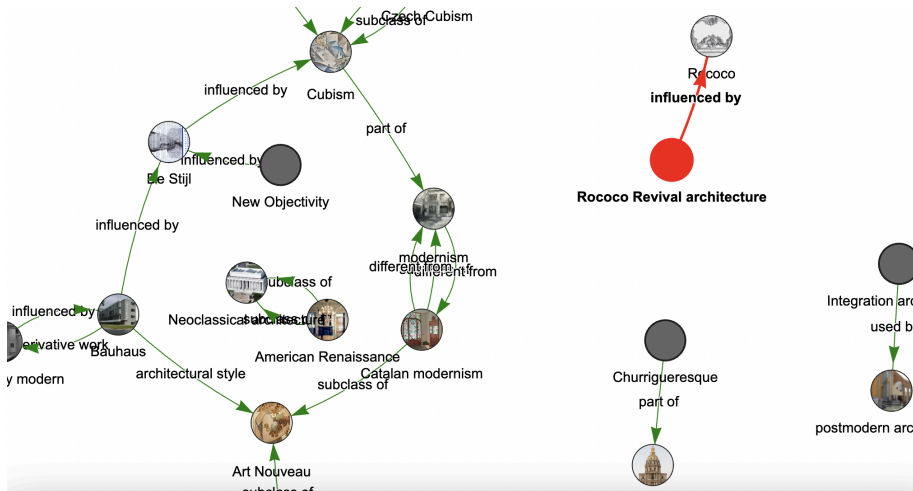 Czech Cubism
subclass of
Rococo
influenced by
Cubism
influenced by
part of
influenced by
De Stijl
Rococo Revival architecture
New Objectivity
influenced by
modernism
different from
different from
subclass of
Integration arc
influenced by
Neoclassical architecture
subclass of
used b
erivative work
Bauhaus
American Renaissance
y modern
architectural style
Catalan modernism
subclass of
Churrigueresque
part of
postmodern arc
Art Nouveau
subclass of